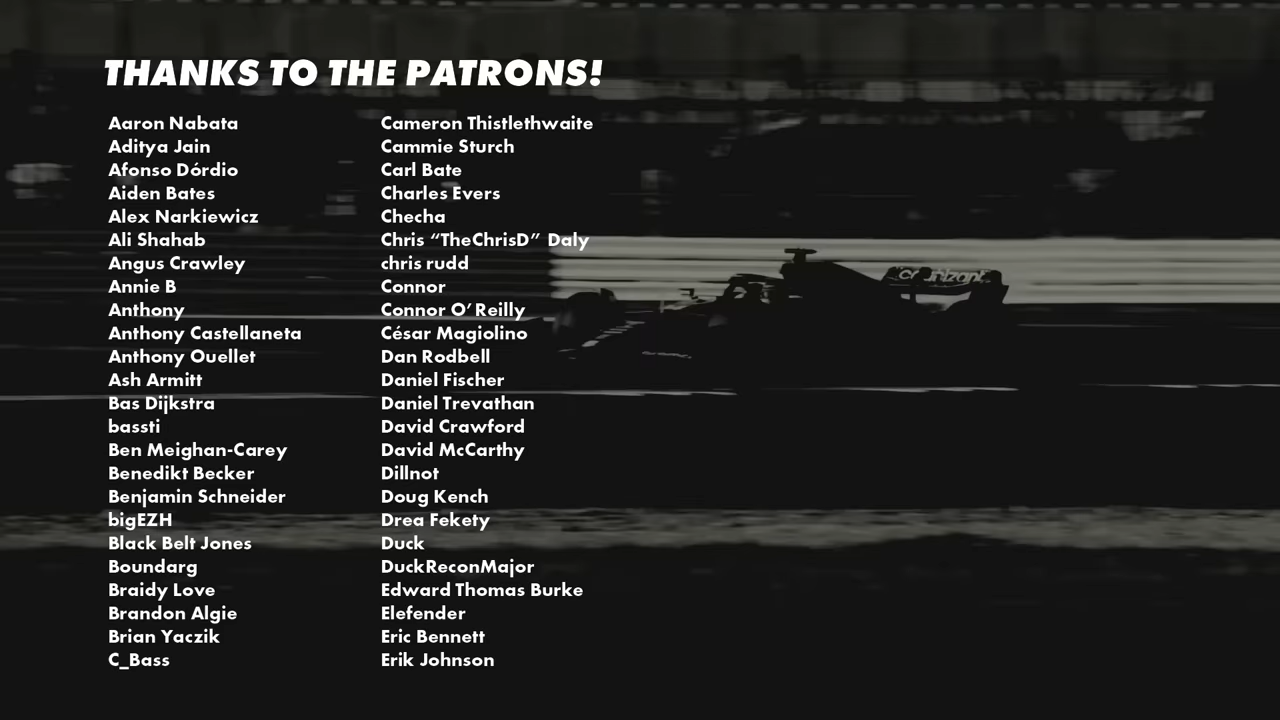 THANKS TO THE PATRONS!
Aaron Nabata
Aditya Jain
Afonso Dórdio
Aiden Bates
Alex Narkiewicz
Ali Shahab
Angus Crawley
Annie B
Anthony
Anthony Castellaneta
Anthony Ouellet
Ash Armitt
Bas Dijkstra
bassti
Ben Meighan-Carey
Benedikt Becker
Benjamin Schneider
bigEZH
Black Belt Jones
Boundarg
Braidy Love
Brandon Algie
Brian Yaczik
C_Bass
Cameron Thistlethwaite
Cammie Sturch
Carl Bate
Charles Evers
Checha
Chris “TheChrisD” Daly
chris rudd
Connor
Connor O’Reilly
César Magiolino
Dan Rodbell
Daniel Fischer
Daniel Trevathan
David Crawford
David McCarthy
Dillnot
Doug Kench
Drea Fekety
Duck
DuckReconMajor
Edward Thomas Burke
Elefender
Eric Bennett
Erik Johnson
cognizant